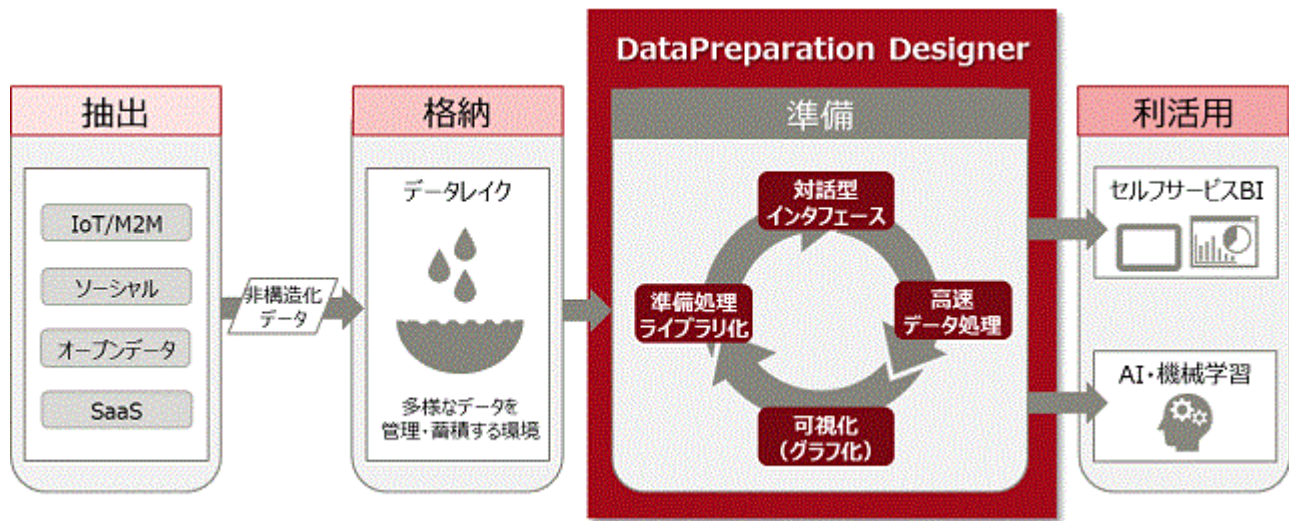 DataPreparation Designer
抽出
IoT/M2M
ソーシャル
オープンデータ
SaaS
非構造化
データ
格納
データレイク
多様なデータを
管理・蓄積する環境
準備
対話型
インタフェース
高速
データ処理
可視化
（グラフ化）
準備処理
ライブラリ化
利活用
セルフサービスBI
AI・機械学習